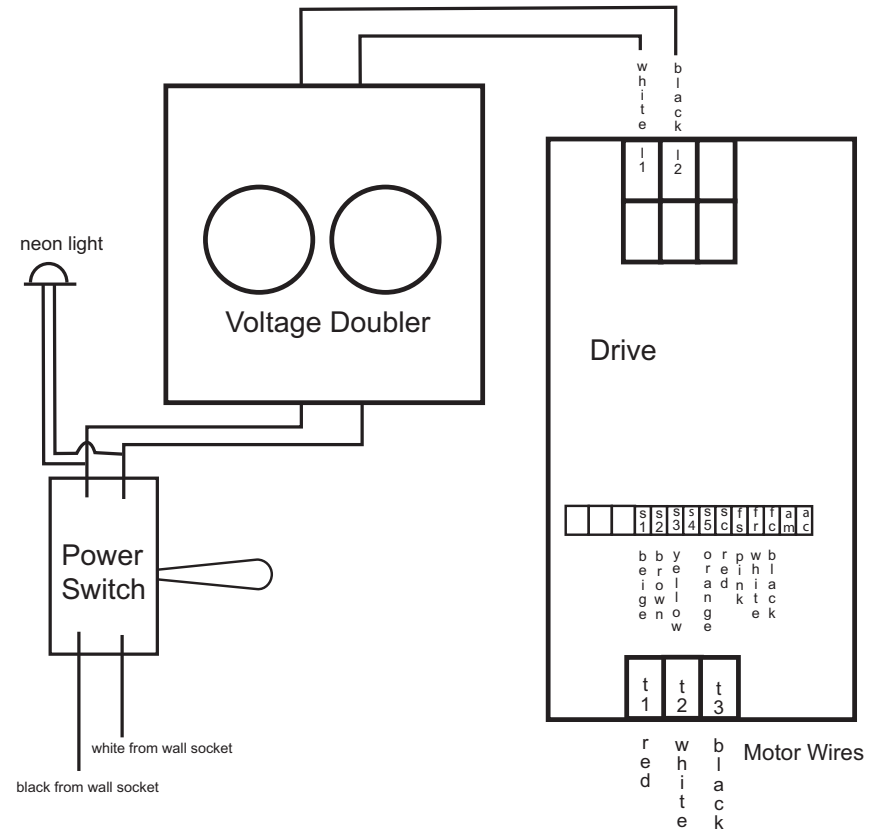 white
black
l1
l2
neon light
Voltage Doubler
Drive
s1
s2
s3
s4
s5
sc
fs
fr
fc
am
ac
Power
Switch
beige
brown
yellow
orange
red
pink
white
black
t1
t2
t3
white from wall socket
black from wall socket
red
white
black
Motor Wires